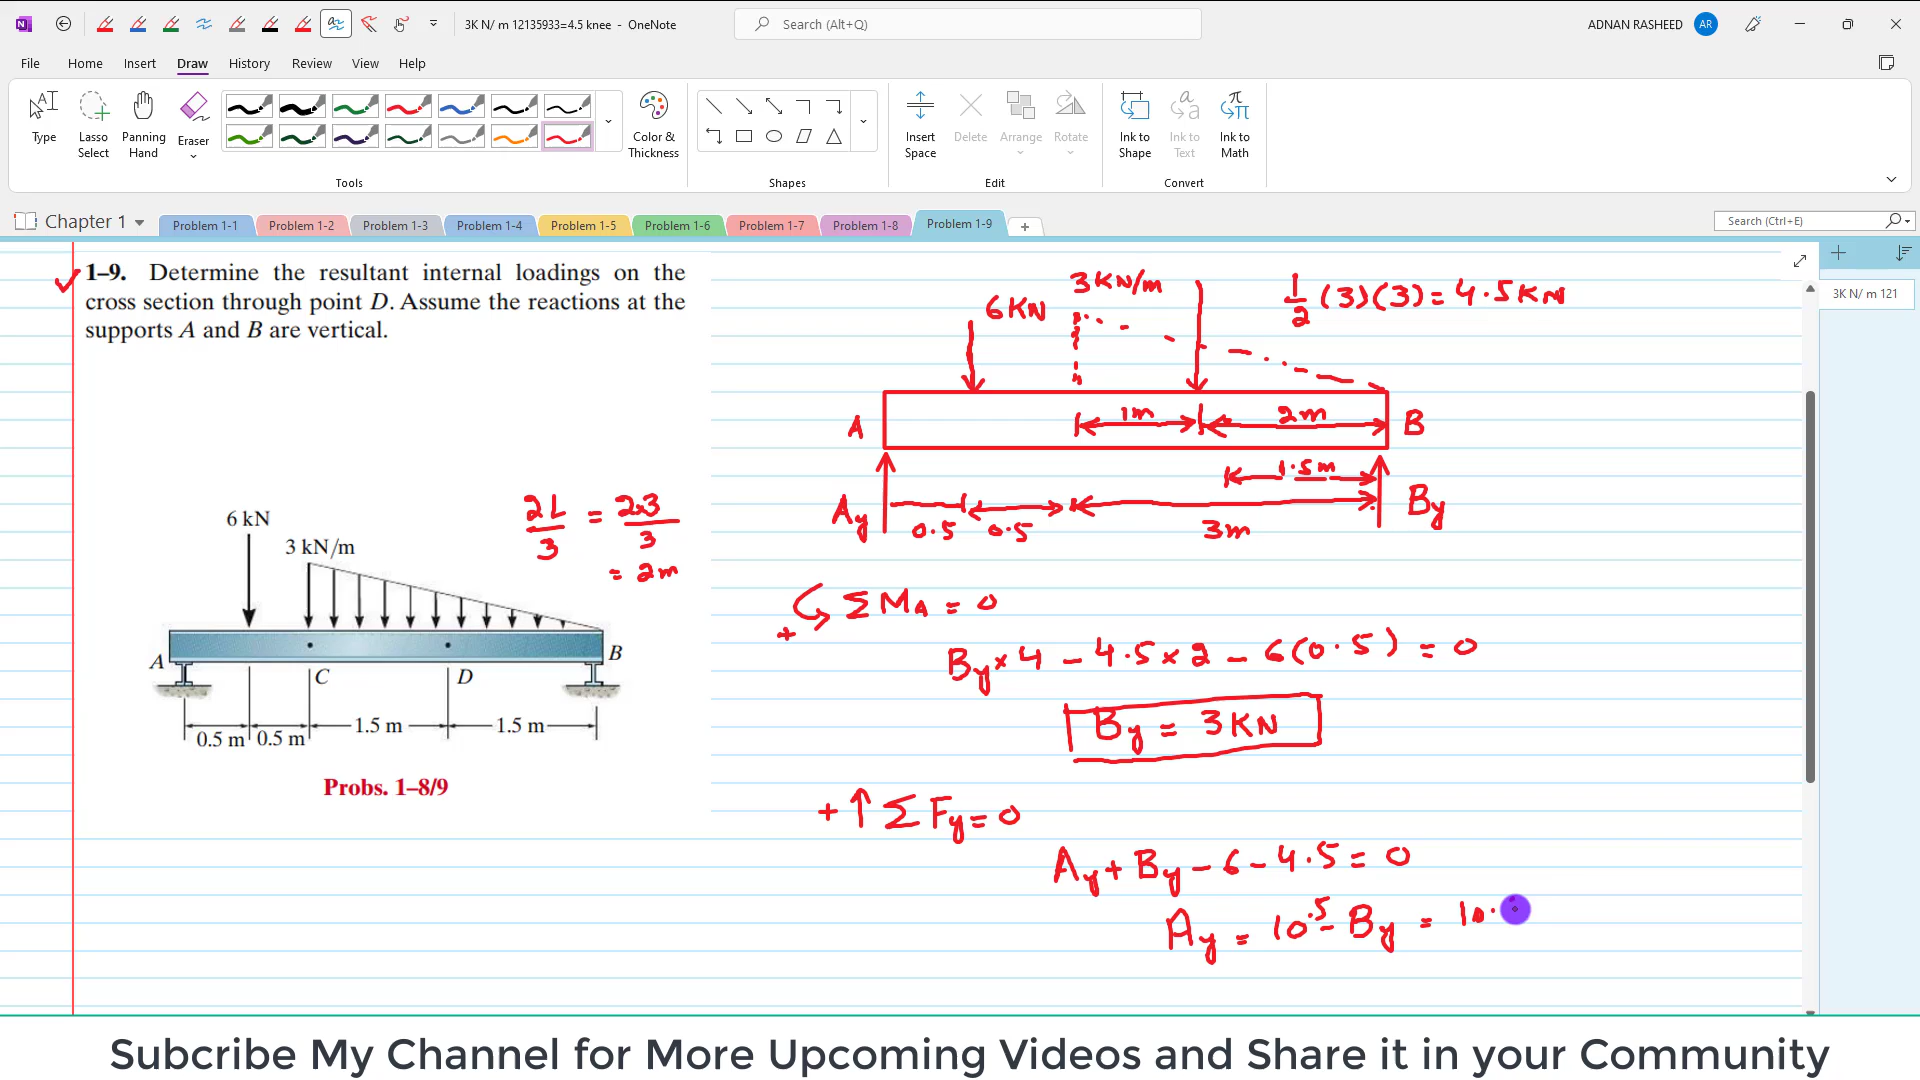 3K N/ m 12135933=4.5 knee - OneNote
Search (Alt+Q)
ADNAN RASHEED AR
File Home Insert Draw History Review View Help
Type
Lasso Select
Panning Hand
Eraser
Color & Thickness
Insert Space
Delete
Arrange
Rotate
Ink to Shape
Ink to Text
Ink to Math
Tools
Shapes
Edit
Convert
Chapter 1
Problem 1-1 Problem 1-2 Problem 1-3 Problem 1-4 Problem 1-5 Problem 1-6 Problem 1-7 Problem 1-8 Problem 1-9
Search (Ctrl+E)
3K N/ m 121
1–9. Determine the resultant internal loadings on the
cross section through point D. Assume the reactions at the
supports A and B are vertical.
6 kN
3 kN/m
A
B
C
D
0.5 m 0.5 m 1.5 m 1.5 m
Probs. 1–8/9
2L/3 = 2×3/3
= 2m
3KN/m
6KN
1/2 (3)(3) = 4.5KN
A
1m
2m
B
1.5m
Ay
0.5 0.5
3m
By
+ ΣMA = 0
By×4 - 4.5×2 - 6(0.5) = 0
By = 3KN
+↑ ΣFy = 0
Ay + By - 6 - 4.5 = 0
Ay = 10.5 - By = 10.
Subcribe My Channel for More Upcoming Videos and Share it in your Community